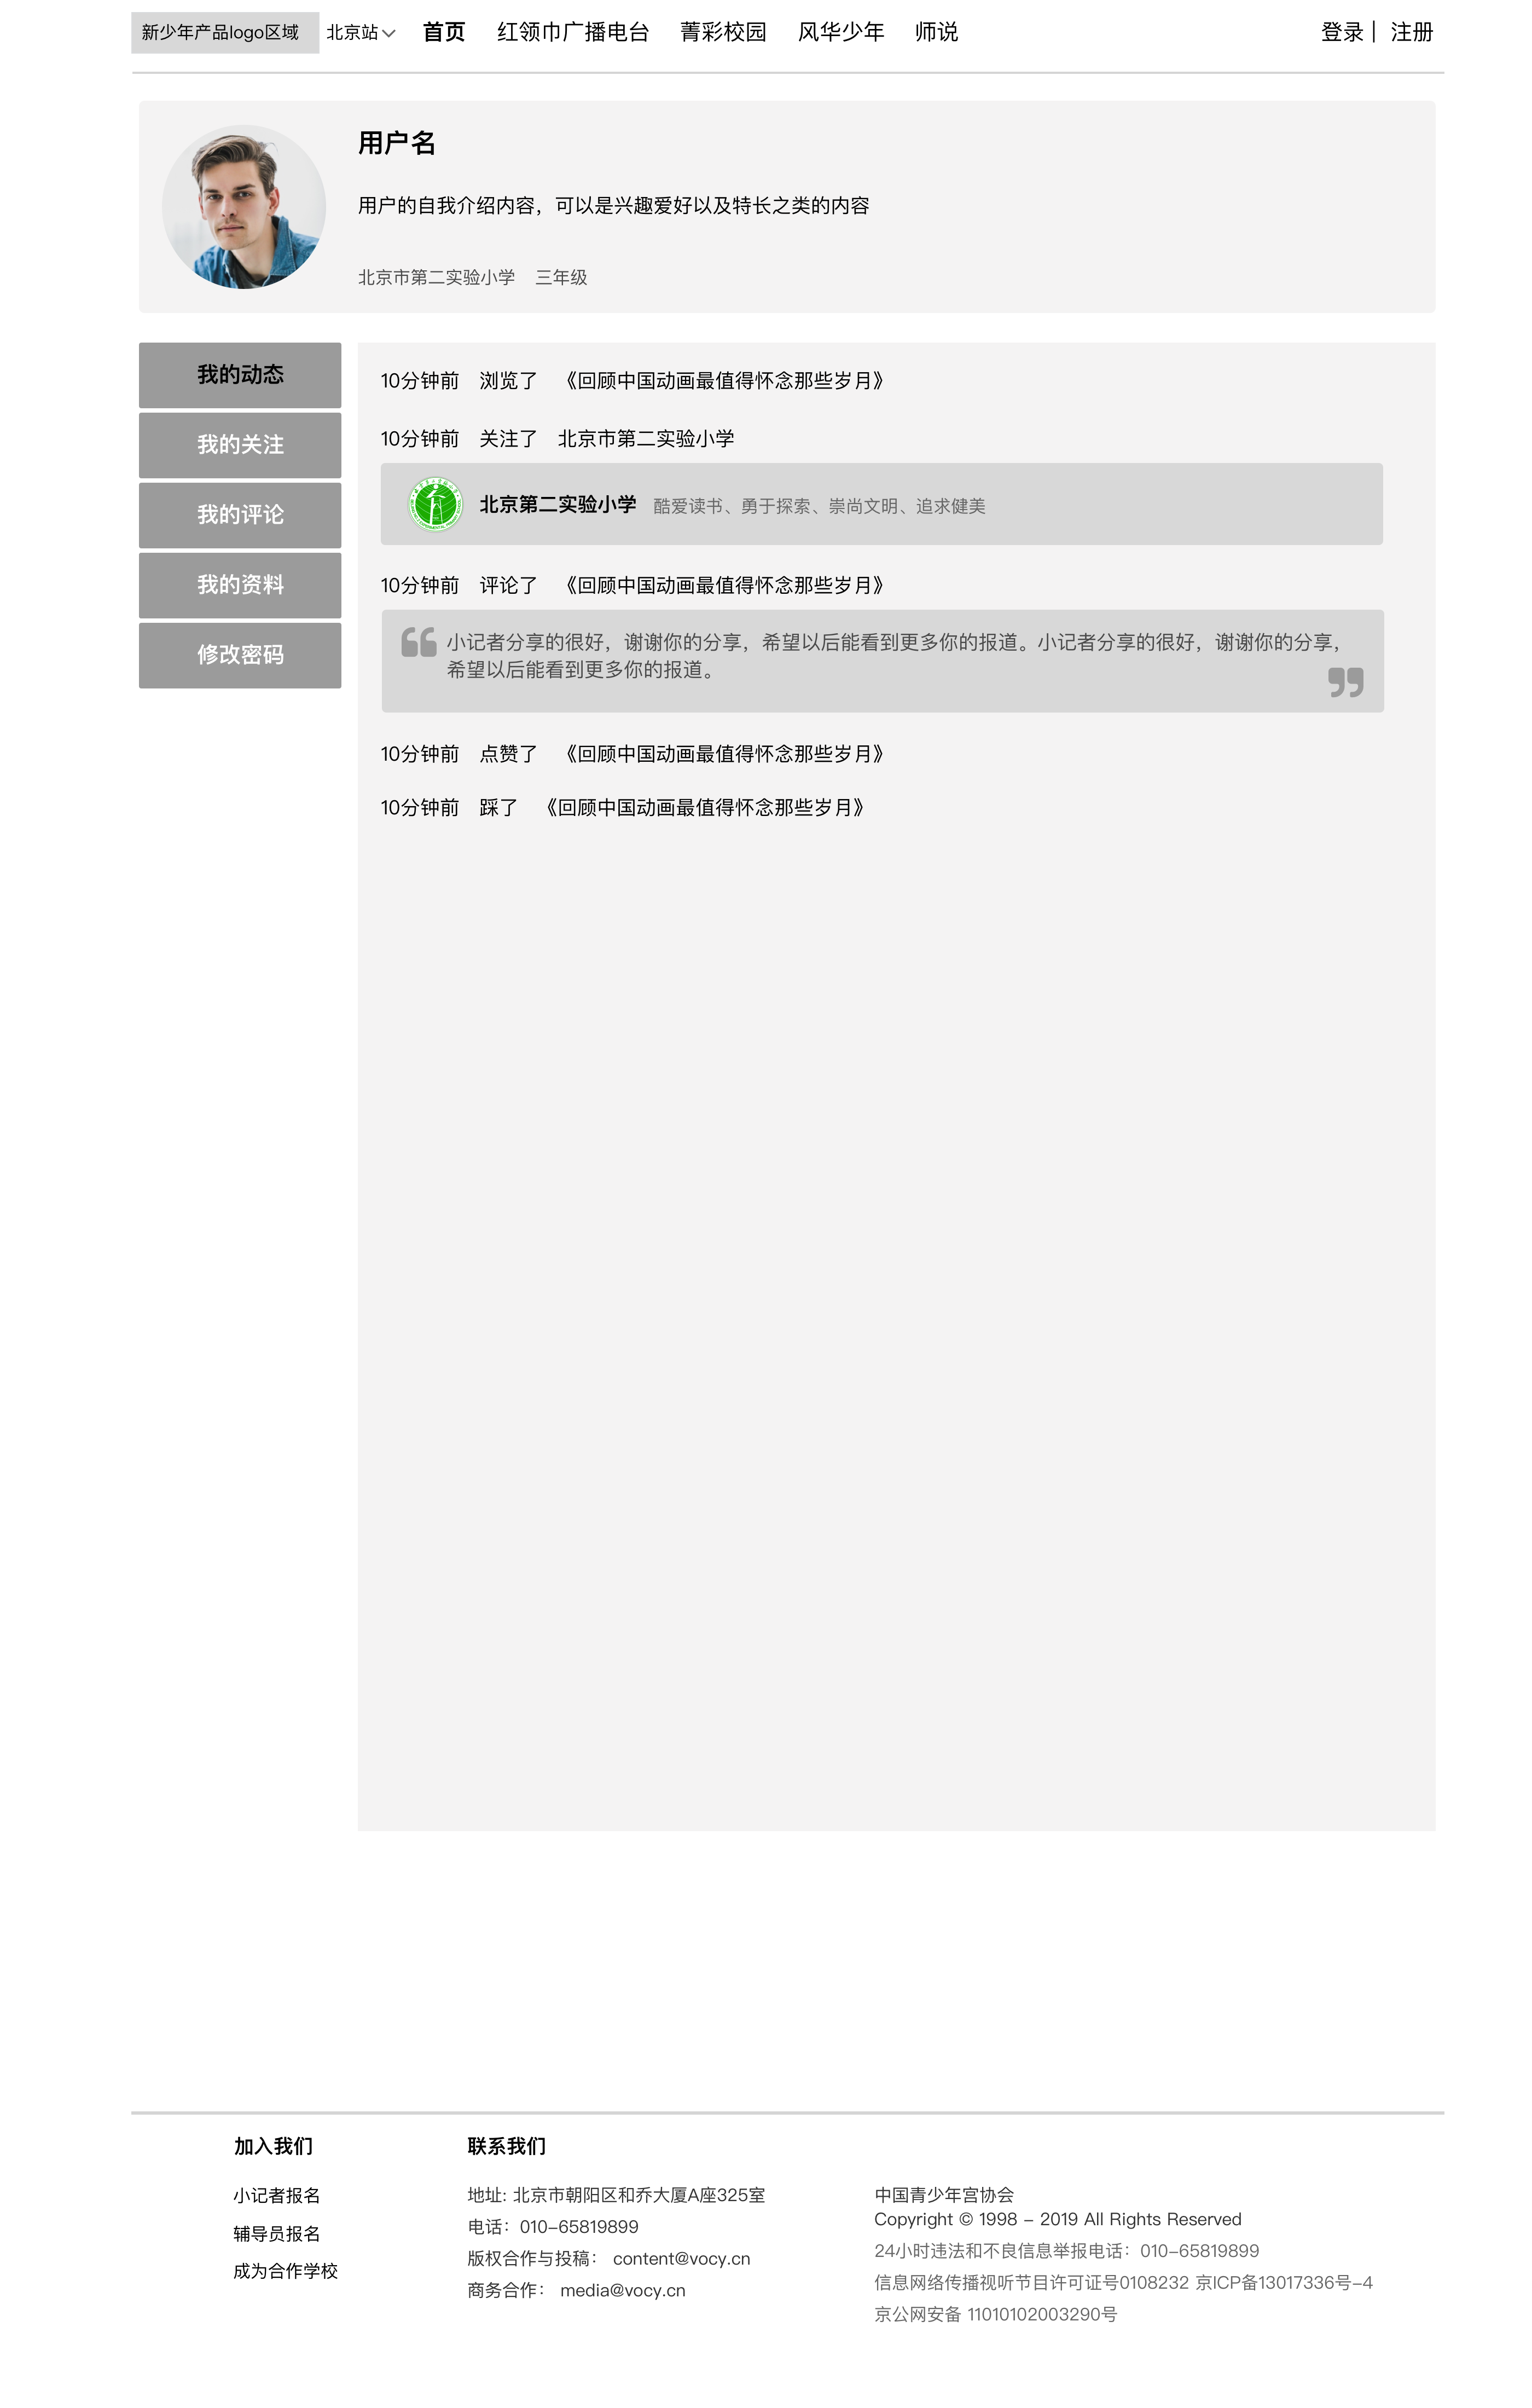 新少年产品logo区域 北京站 首页 红领巾广播电台 菁彩校园 风华少年 师说 登录 | 注册
用户名
用户的自我介绍内容，可以是兴趣爱好以及特长之类的内容
北京市第二实验小学 三年级
我的动态
我的关注
我的评论
我的资料
修改密码
10分钟前 浏览了 《回顾中国动画最值得怀念那些岁月》
10分钟前 关注了 北京市第二实验小学
北京第二实验小学 酷爱读书、勇于探索、崇尚文明、追求健美
10分钟前 评论了 《回顾中国动画最值得怀念那些岁月》
“小记者分享的很好，谢谢你的分享，希望以后能看到更多你的报道。小记者分享的很好，谢谢你的分享，
希望以后能看到更多你的报道。”
10分钟前 点赞了 《回顾中国动画最值得怀念那些岁月》
10分钟前 踩了 《回顾中国动画最值得怀念那些岁月》
加入我们
小记者报名
辅导员报名
成为合作学校
联系我们
地址: 北京市朝阳区和乔大厦A座325室
电话：010-65819899
版权合作与投稿： content@vocy.cn
商务合作： media@vocy.cn
中国青少年宫协会
Copyright © 1998 - 2019 All Rights Reserved
24小时违法和不良信息举报电话：010-65819899
信息网络传播视听节目许可证号0108232 京ICP备13017336号-4
京公网安备 11010102003290号